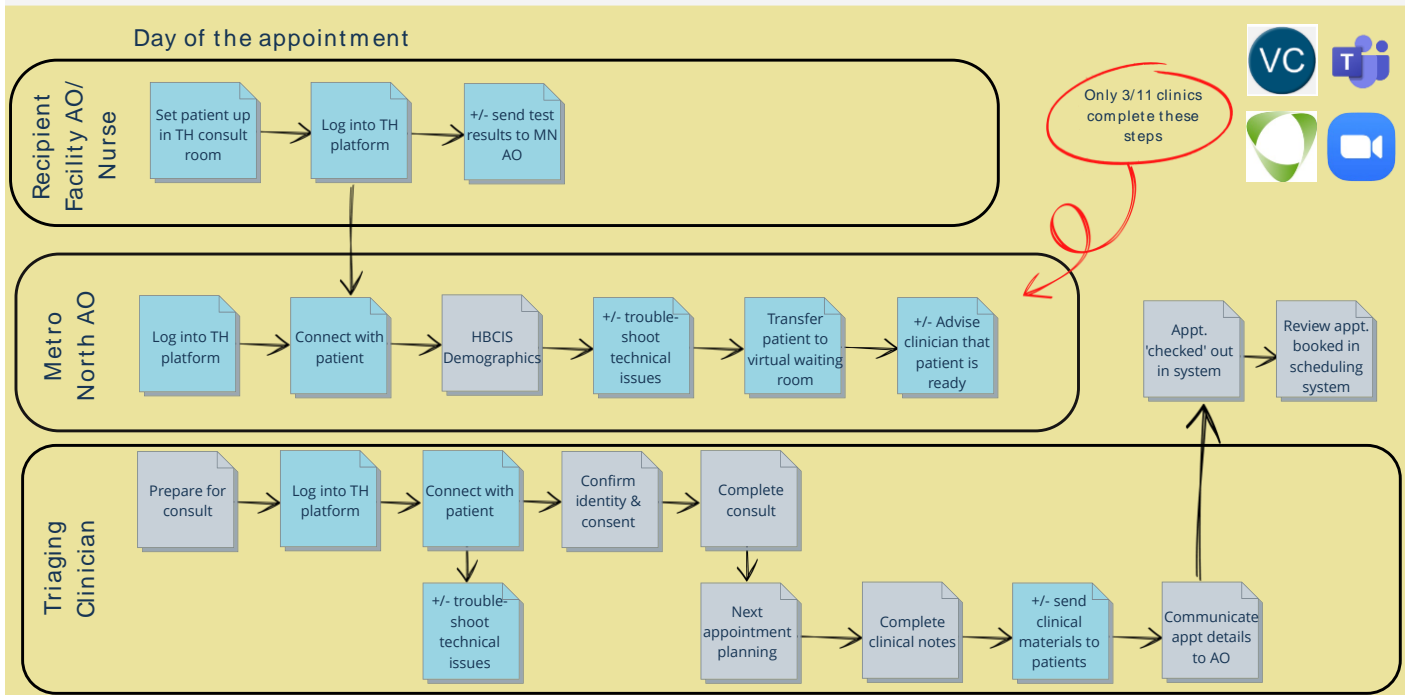 Day of the appointment
Recipient
Facility AO/
Nurse
Set patient up
in TH consult
room
Log into TH
platform
+/- send test
results to MN
AO
Only 3/11 clinics
complete these
steps
VC
T
Metro
North AO
Log into TH
platform
Connect with
patient
HBCIS
Demographics
+/- trouble-
shoot
technical
issues
Transfer
patient to
virtual waiting
room
+/- Advise
clinician that
patient is
ready
Appt.
'checked' out
in system
Review appt.
booked in
scheduling
system
Triaging
Clinician
Prepare for
consult
Log into TH
platform
Connect with
patient
Confirm
identity &
consent
Complete
consult
+/- trouble-
shoot
technical
issues
Next
appointment
planning
Complete
clinical notes
+/- send
clinical
materials to
patients
Communicate
appt details
to AO